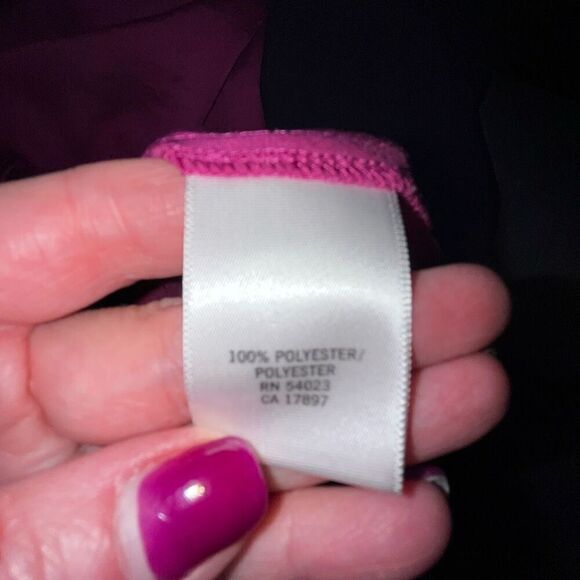 100% POLYESTER/
POLYESTER
RN 54023
CA 17897